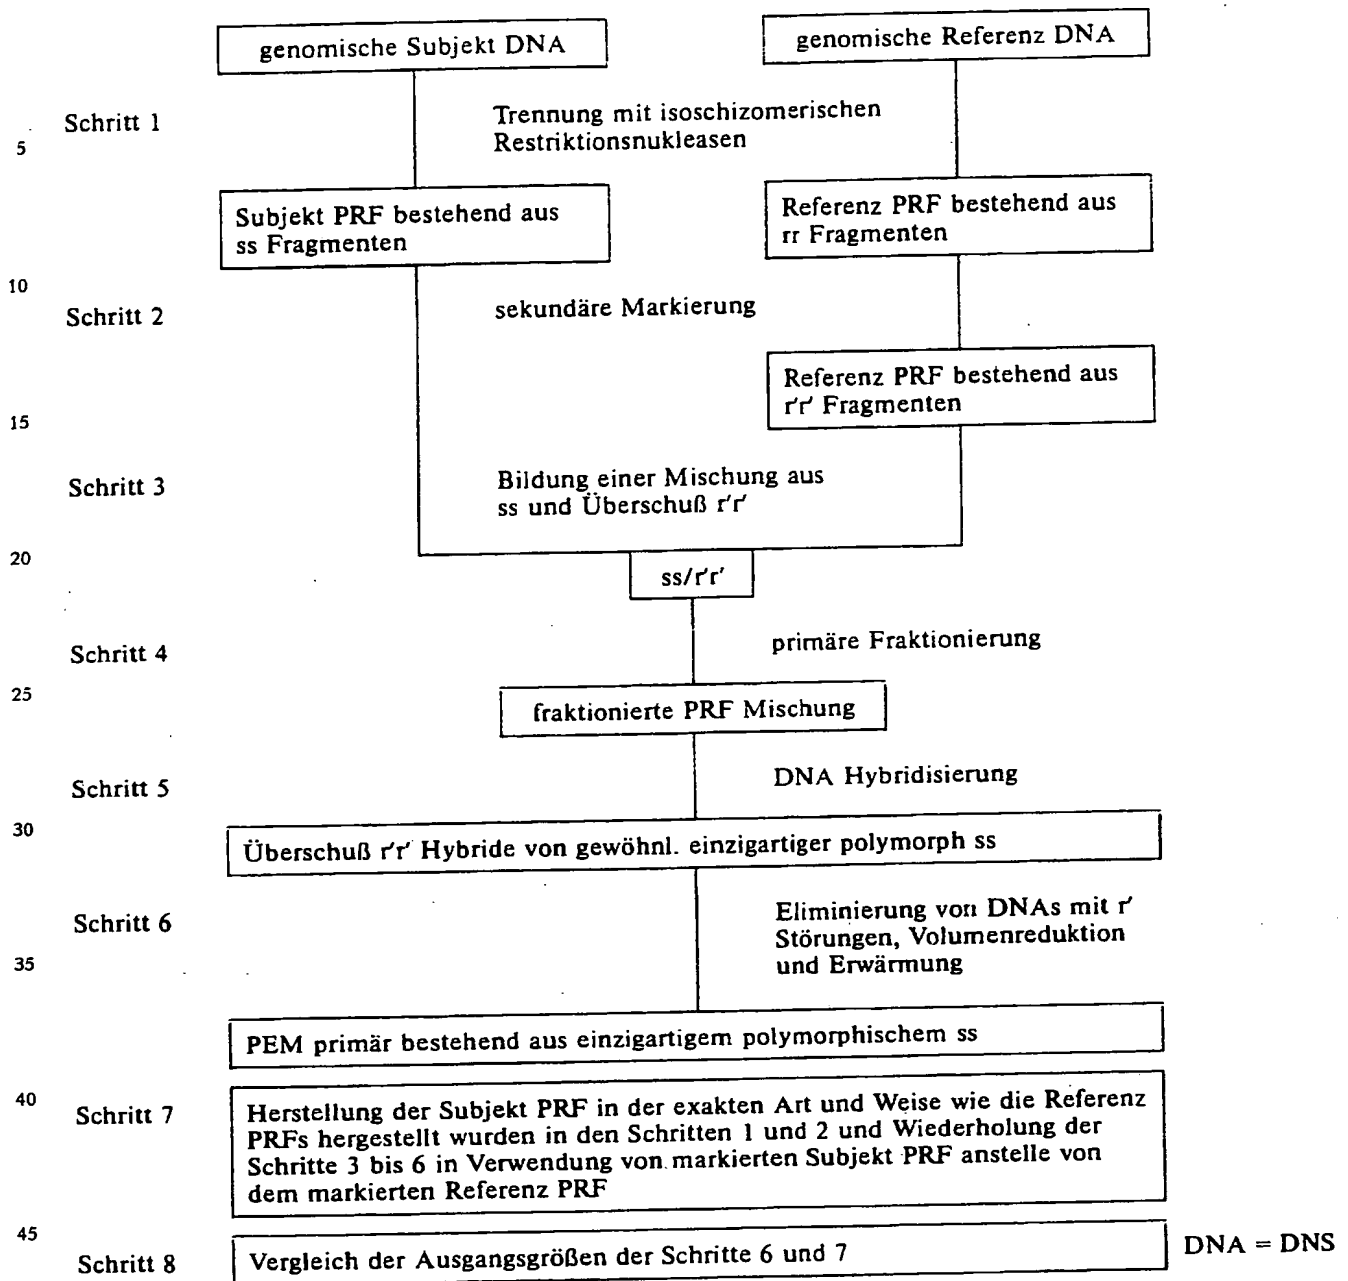 genomische Subjekt DNA
genomische Referenz DNA
Schritt 1
Trennung mit isoschizomerischen
Restriktionsnukleasen
5
Subjekt PRF bestehend aus
ss Fragmenten
Referenz PRF bestehend aus
rr Fragmenten
10
Schritt 2
sekundäre Markierung
Referenz PRF bestehend aus
r'r' Fragmenten
15
Schritt 3
Bildung einer Mischung aus
ss und Überschuß r'r'
20
ss/r'r'
Schritt 4
primäre Fraktionierung
25
fraktionierte PRF Mischung
Schritt 5
DNA Hybridisierung
30
Überschuß r'r' Hybride von gewöhnl. einzigartiger polymorph ss
Schritt 6
Eliminierung von DNAs mit r'
Störungen, Volumenreduktion
und Erwärmung
35
PEM primär bestehend aus einzigartigem polymorphischem ss
40
Schritt 7
Herstellung der Subjekt PRF in der exakten Art und Weise wie die Referenz
PRFs hergestellt wurden in den Schritten 1 und 2 und Wiederholung der
Schritte 3 bis 6 in Verwendung von markierten Subjekt PRF anstelle von
dem markierten Referenz PRF
45
Schritt 8
Vergleich der Ausgangsgrößen der Schritte 6 und 7
DNA = DNS